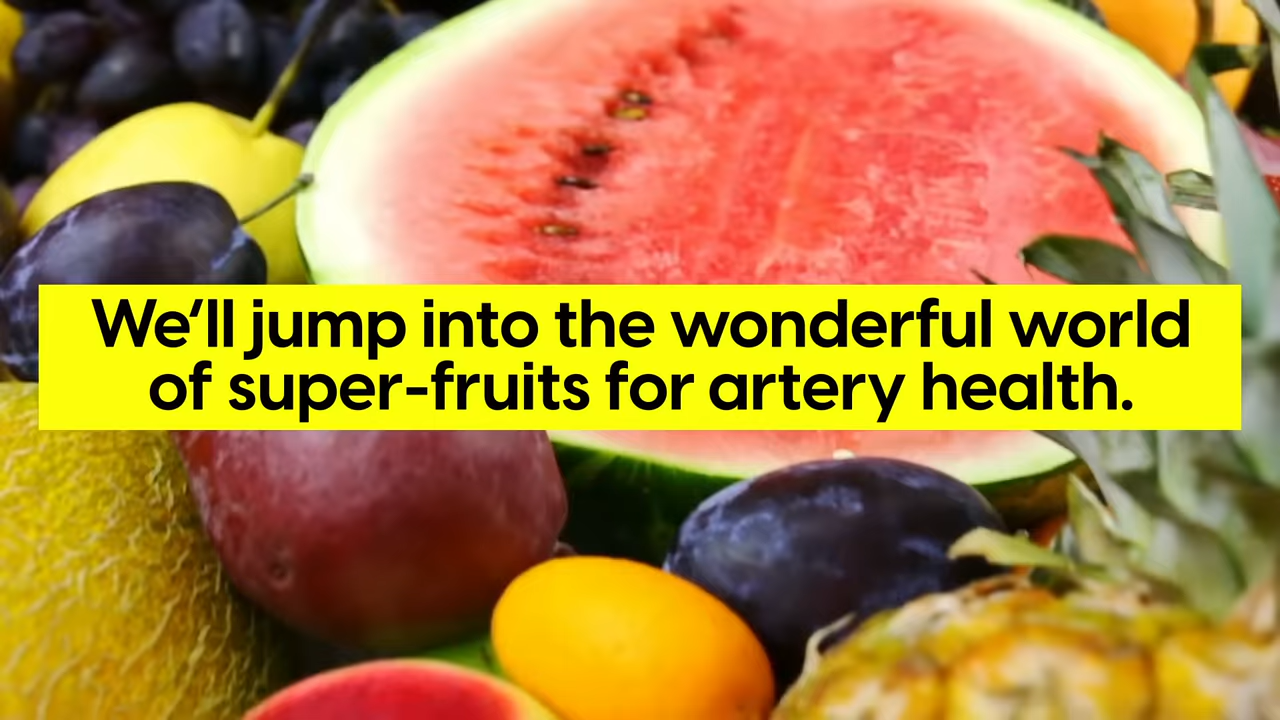 We‘ll jump into the wonderful world
of super-fruits for artery health.